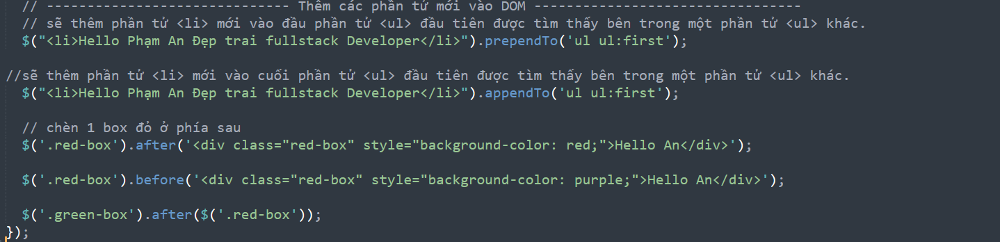 // ------------------------------ Thêm các phần tử mới vào DOM ---------------------------------
// sẽ thêm phần tử <li> mới vào đầu phần tử <ul> đầu tiên được tìm thấy bên trong một phần tử <ul> khác.
$("<li>Hello Phạm An Đẹp trai fullstack Developer</li>").prependTo('ul ul:first');
//sẽ thêm phần tử <li> mới vào cuối phần tử <ul> đầu tiên được tìm thấy bên trong một phần tử <ul> khác.
$("<li>Hello Phạm An Đẹp trai fullstack Developer</li>").appendTo('ul ul:first');
// chèn 1 box đỏ ở phía sau
$('.red-box').after('<div class="red-box" style="background-color: red;">Hello An</div>');
$('.red-box').before('<div class="red-box" style="background-color: purple;">Hello An</div>');
$('.green-box').after($('.red-box'));
});